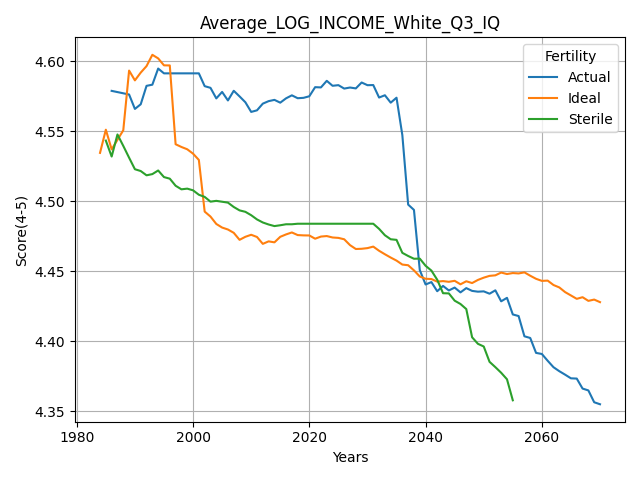 Average_LOG_INCOME_White_Q3_IQ
Fertility
Actual
Ideal
Sterile
Score(4-5)
4.60
4.55
4.50
4.45
4.40
4.35
1980
2000
2020
2040
2060
Years